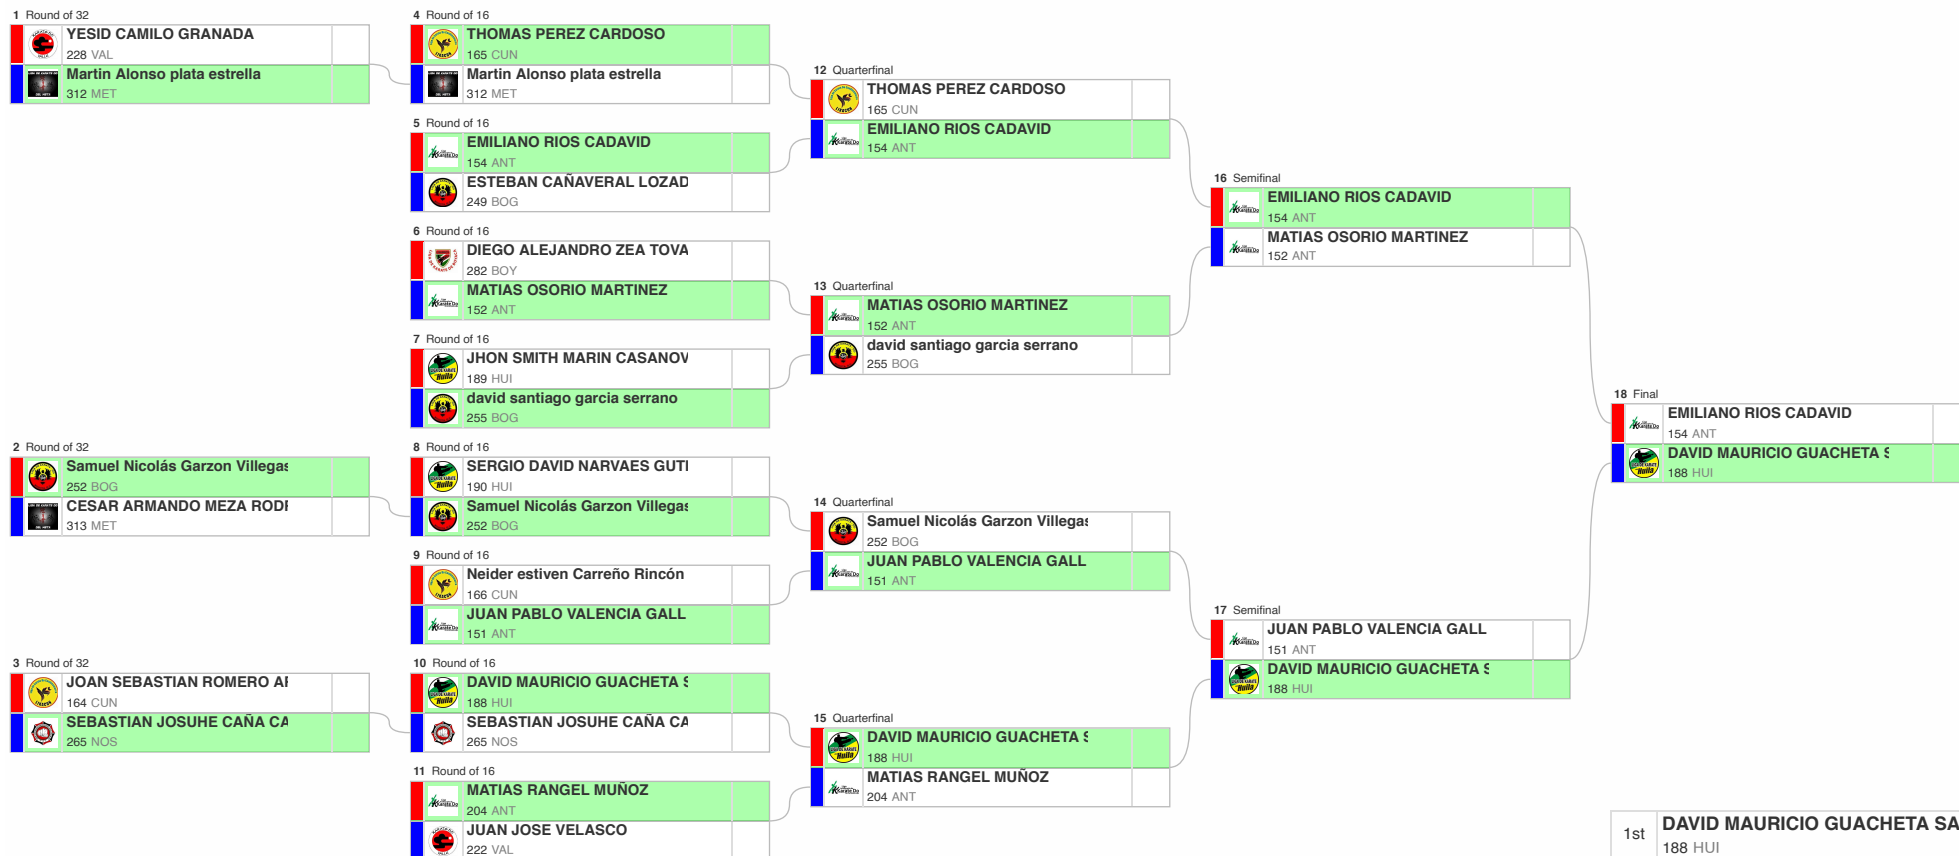 1 Round of 32
YESID CAMILO GRANADA
228 VAL
Martin Alonso plata estrella
312 MET
2 Round of 32
Samuel Nicolás Garzon Villegas
252 BOG
CESAR ARMANDO MEZA RODR
313 MET
3 Round of 32
JOAN SEBASTIAN ROMERO AR
164 CUN
SEBASTIAN JOSUHE CAÑA CA
265 NOS
4 Round of 16
THOMAS PEREZ CARDOSO
165 CUN
Martin Alonso plata estrella
312 MET
5 Round of 16
EMILIANO RIOS CADAVID
154 ANT
ESTEBAN CAÑAVERAL LOZAD
249 BOG
6 Round of 16
DIEGO ALEJANDRO ZEA TOVA
282 BOY
MATIAS OSORIO MARTINEZ
152 ANT
7 Round of 16
JHON SMITH MARIN CASANOV
189 HUI
david santiago garcia serrano
255 BOG
8 Round of 16
SERGIO DAVID NARVAES GUTI
190 HUI
Samuel Nicolás Garzon Villegas
252 BOG
9 Round of 16
Neider estiven Carreño Rincón
166 CUN
JUAN PABLO VALENCIA GALL
151 ANT
10 Round of 16
DAVID MAURICIO GUACHETA S
188 HUI
SEBASTIAN JOSUHE CAÑA CA
265 NOS
11 Round of 16
MATIAS RANGEL MUÑOZ
204 ANT
JUAN JOSE VELASCO
222 VAL
12 Quarterfinal
THOMAS PEREZ CARDOSO
165 CUN
EMILIANO RIOS CADAVID
154 ANT
13 Quarterfinal
MATIAS OSORIO MARTINEZ
152 ANT
david santiago garcia serrano
255 BOG
14 Quarterfinal
Samuel Nicolás Garzon Villegas
252 BOG
JUAN PABLO VALENCIA GALL
151 ANT
15 Quarterfinal
DAVID MAURICIO GUACHETA S
188 HUI
MATIAS RANGEL MUÑOZ
204 ANT
16 Semifinal
EMILIANO RIOS CADAVID
154 ANT
MATIAS OSORIO MARTINEZ
152 ANT
17 Semifinal
JUAN PABLO VALENCIA GALL
151 ANT
DAVID MAURICIO GUACHETA S
188 HUI
18 Final
EMILIANO RIOS CADAVID
154 ANT
DAVID MAURICIO GUACHETA S
188 HUI
1st DAVID MAURICIO GUACHETA SA
188 HUI